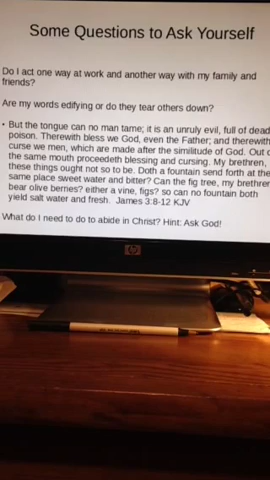 Some Questions to Ask Yourself
Do I act one way at work and another way with my family and
friends?
Are my words edifying or do they tear others down?
• But the tongue can no man tame; it is an unruly evil, full of dead
poison. Therewith bless we God, even the Father; and therewith
curse we men, which are made after the similitude of God. Out o
the same mouth proceedeth blessing and cursing. My brethren,
these things ought not so to be. Doth a fountain send forth at the
same place sweet water and bitter? Can the fig tree, my brethren
bear olive berries? either a vine, figs? so can no fountain both
yield salt water and fresh. James 3:8-12 KJV
What do I need to do to abide in Christ? Hint: Ask God!
hp